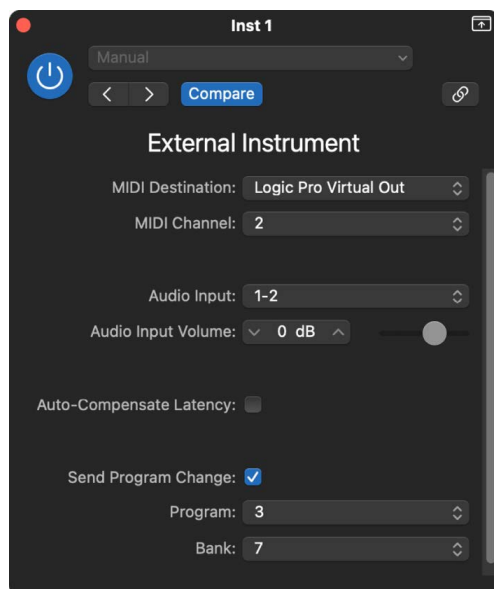 Inst 1
Manual
Compare
External Instrument
MIDI Destination: Logic Pro Virtual Out
MIDI Channel: 2
Audio Input: 1-2
Audio Input Volume: 0 dB
Auto-Compensate Latency:
Send Program Change:
Program: 3
Bank: 7